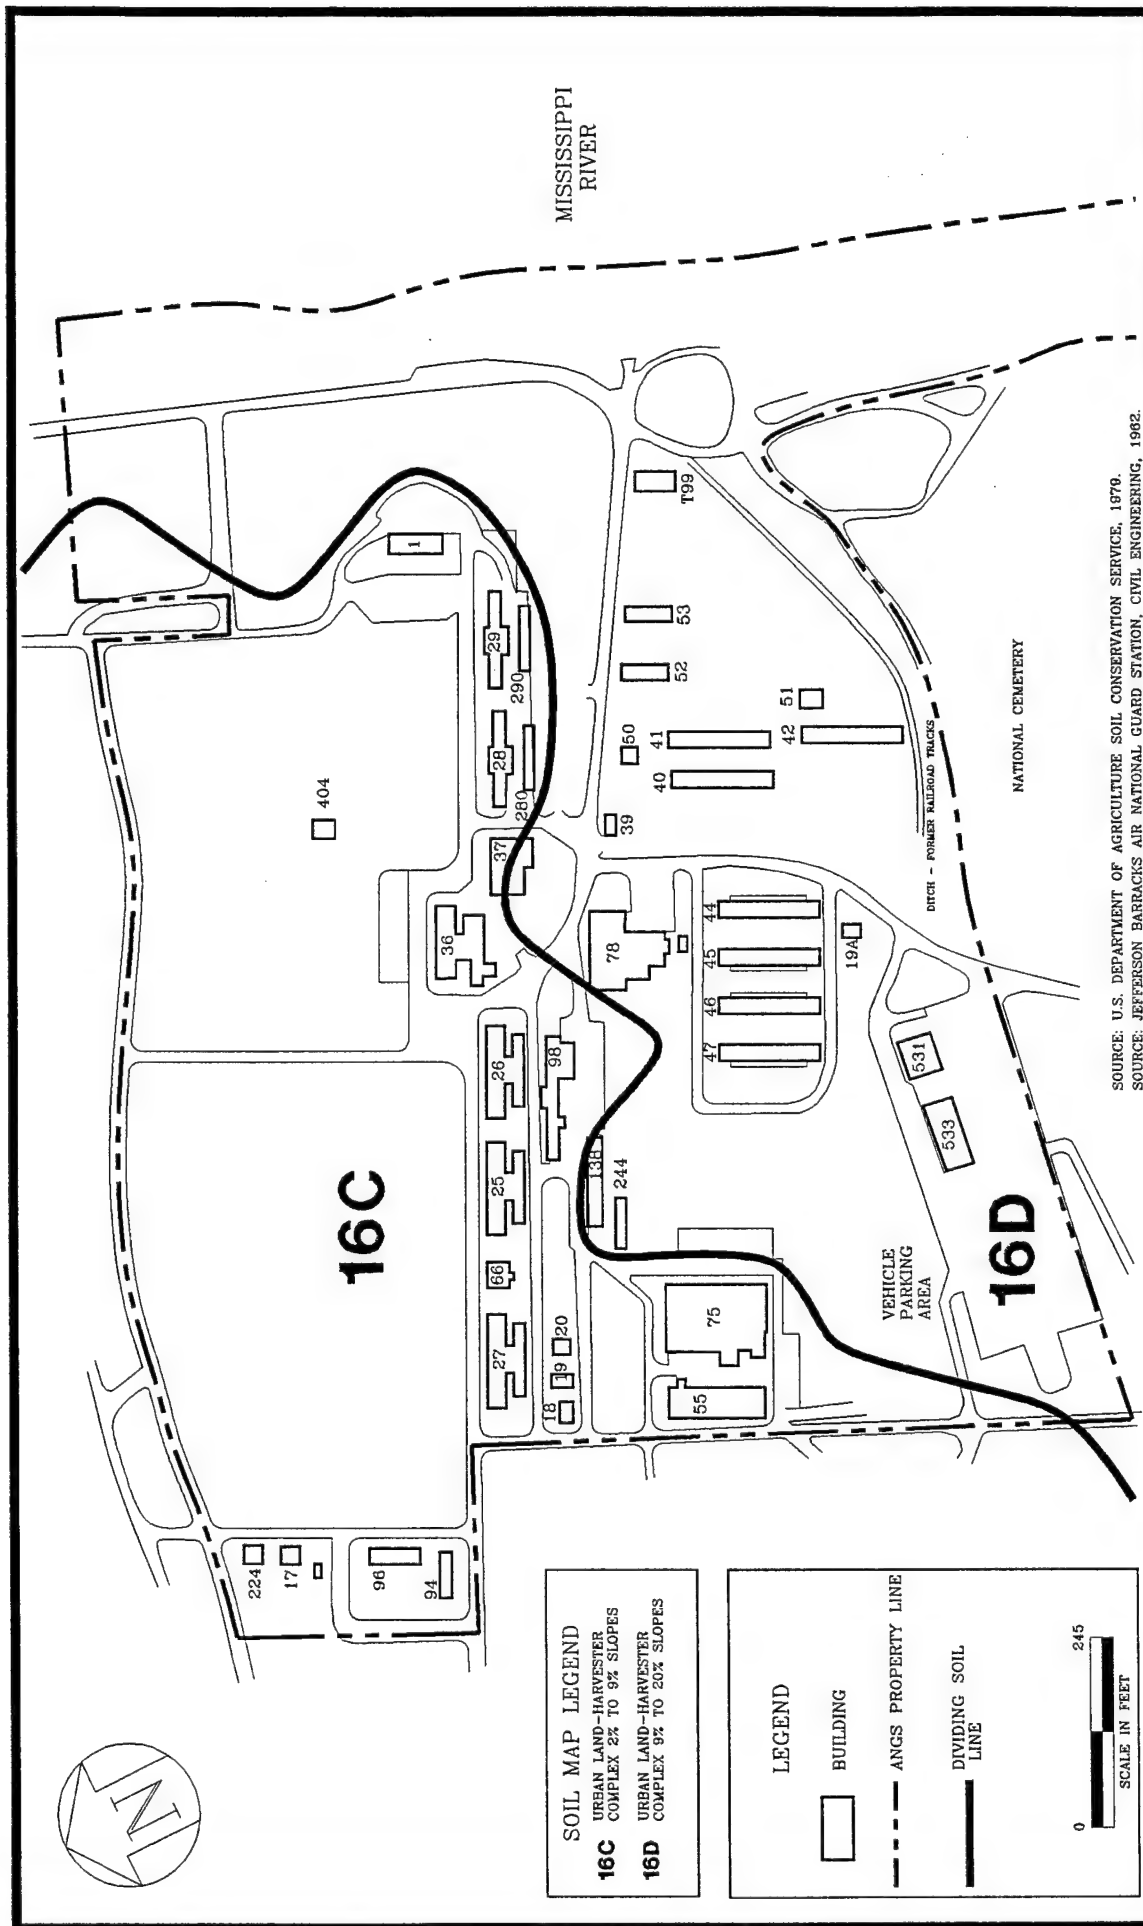 MISSISSIPPI
RIVER
404
1
29
290
28
280
37
36
T99
53
52
51
50
41
42
40
39
NATIONAL CEMETERY
DITCH - FORMER RAILROAD TRACKS
16C
26
25
66
27
98
78
44
45
46
47
19A
531
533
138
244
20
19
18
75
55
VEHICLE
PARKING
AREA
16D
224
17
96
94
N
SOIL MAP LEGEND
16C URBAN LAND-HARVESTER
COMPLEX 2% TO 9% SLOPES
16D URBAN LAND-HARVESTER
COMPLEX 9% TO 20% SLOPES
LEGEND
BUILDING
ANGS PROPERTY LINE
DIVIDING SOIL
LINE
0 245
SCALE IN FEET
SOURCE: U.S. DEPARTMENT OF AGRICULTURE SOIL CONSERVATION SERVICE, 1979.
SOURCE: JEFFERSON BARRACKS AIR NATIONAL GUARD STATION, CIVIL ENGINEERING, 1982.